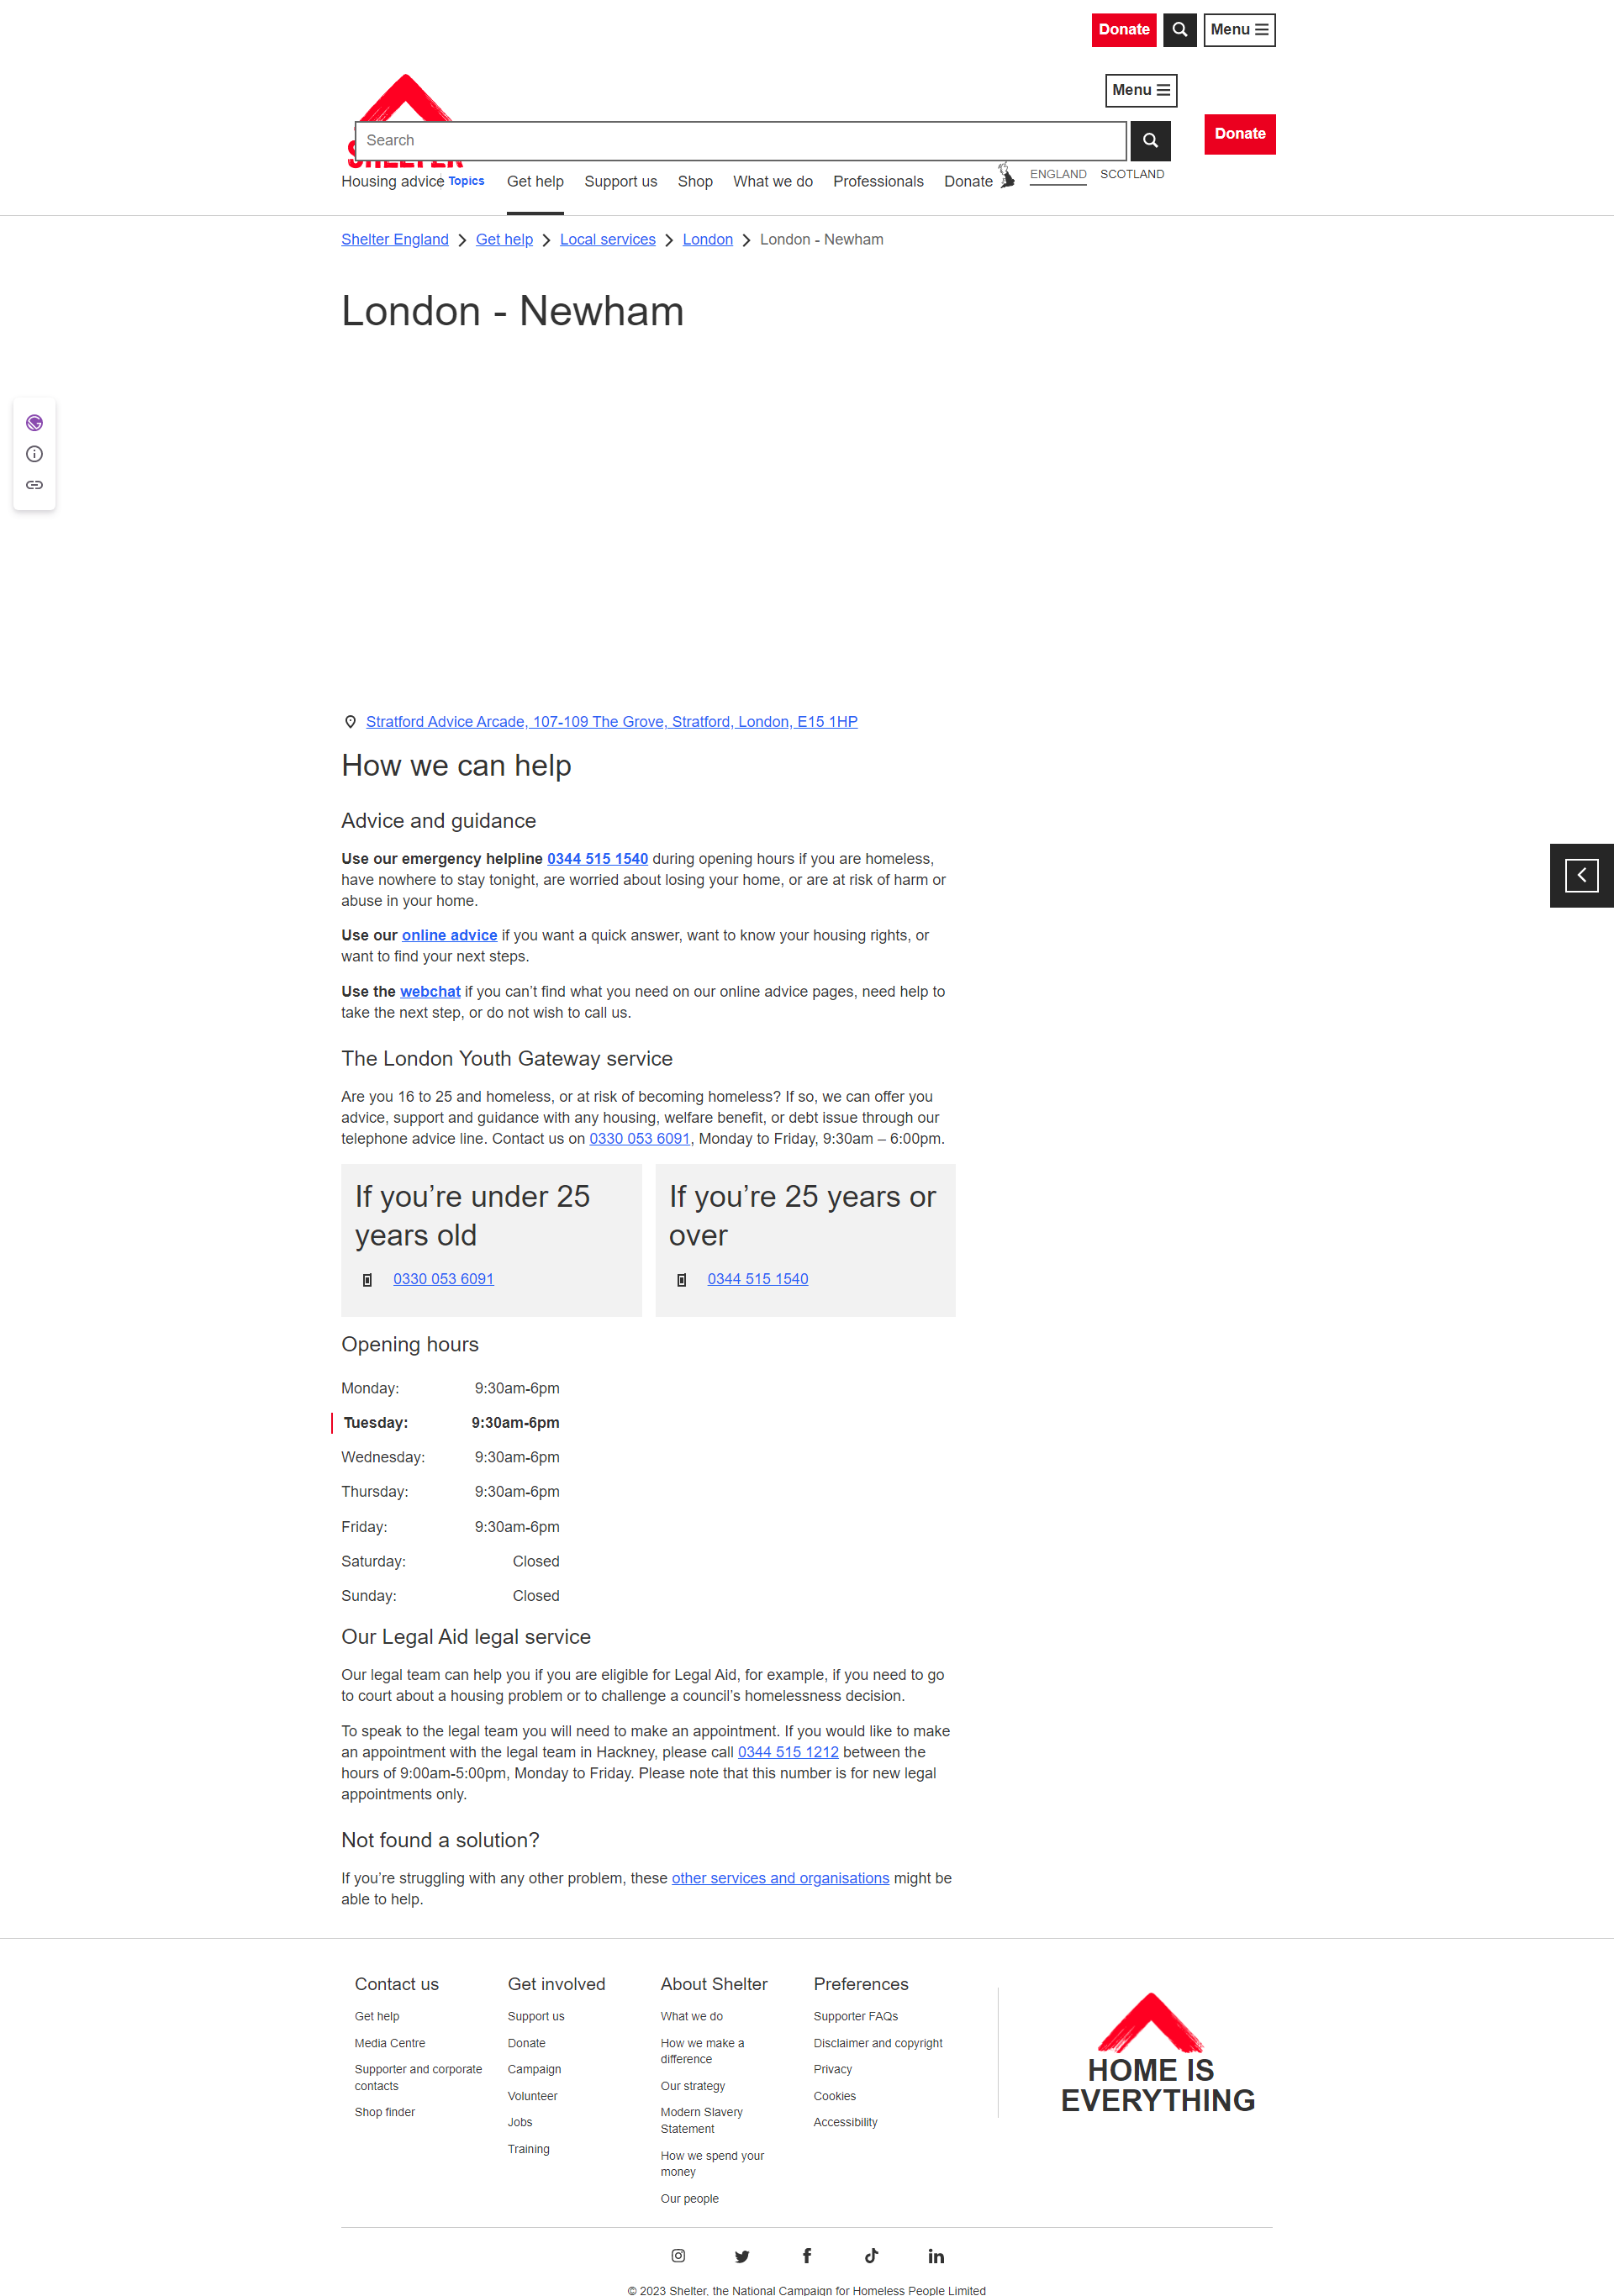 Donate
Menu
Menu
SHELTER
Search
Donate
Housing advice Topics Get help Support us Shop What we do Professionals Donate ENGLAND SCOTLAND
Shelter England > Get help > Local services > London > London - Newham
London - Newham
Stratford Advice Arcade, 107-109 The Grove, Stratford, London, E15 1HP
How we can help
Advice and guidance
Use our emergency helpline 0344 515 1540 during opening hours if you are homeless,
have nowhere to stay tonight, are worried about losing your home, or are at risk of harm or
abuse in your home.
Use our online advice if you want a quick answer, want to know your housing rights, or
want to find your next steps.
Use the webchat if you can’t find what you need on our online advice pages, need help to
take the next step, or do not wish to call us.
The London Youth Gateway service
Are you 16 to 25 and homeless, or at risk of becoming homeless? If so, we can offer you
advice, support and guidance with any housing, welfare benefit, or debt issue through our
telephone advice line. Contact us on 0330 053 6091, Monday to Friday, 9:30am – 6:00pm.
If you’re under 25
years old
0330 053 6091
If you’re 25 years or
over
0344 515 1540
Opening hours
Monday: 9:30am-6pm
Tuesday: 9:30am-6pm
Wednesday: 9:30am-6pm
Thursday: 9:30am-6pm
Friday: 9:30am-6pm
Saturday: Closed
Sunday: Closed
Our Legal Aid legal service
Our legal team can help you if you are eligible for Legal Aid, for example, if you need to go
to court about a housing problem or to challenge a council’s homelessness decision.
To speak to the legal team you will need to make an appointment. If you would like to make
an appointment with the legal team in Hackney, please call 0344 515 1212 between the
hours of 9:00am-5:00pm, Monday to Friday. Please note that this number is for new legal
appointments only.
Not found a solution?
If you’re struggling with any other problem, these other services and organisations might be
able to help.
Contact us
Get help
Media Centre
Supporter and corporate
contacts
Shop finder
Get involved
Support us
Donate
Campaign
Volunteer
Jobs
Training
About Shelter
What we do
How we make a
difference
Our strategy
Modern Slavery
Statement
How we spend your
money
Our people
Preferences
Supporter FAQs
Disclaimer and copyright
Privacy
Cookies
Accessibility
HOME IS
EVERYTHING
© 2023 Shelter, the National Campaign for Homeless People Limited